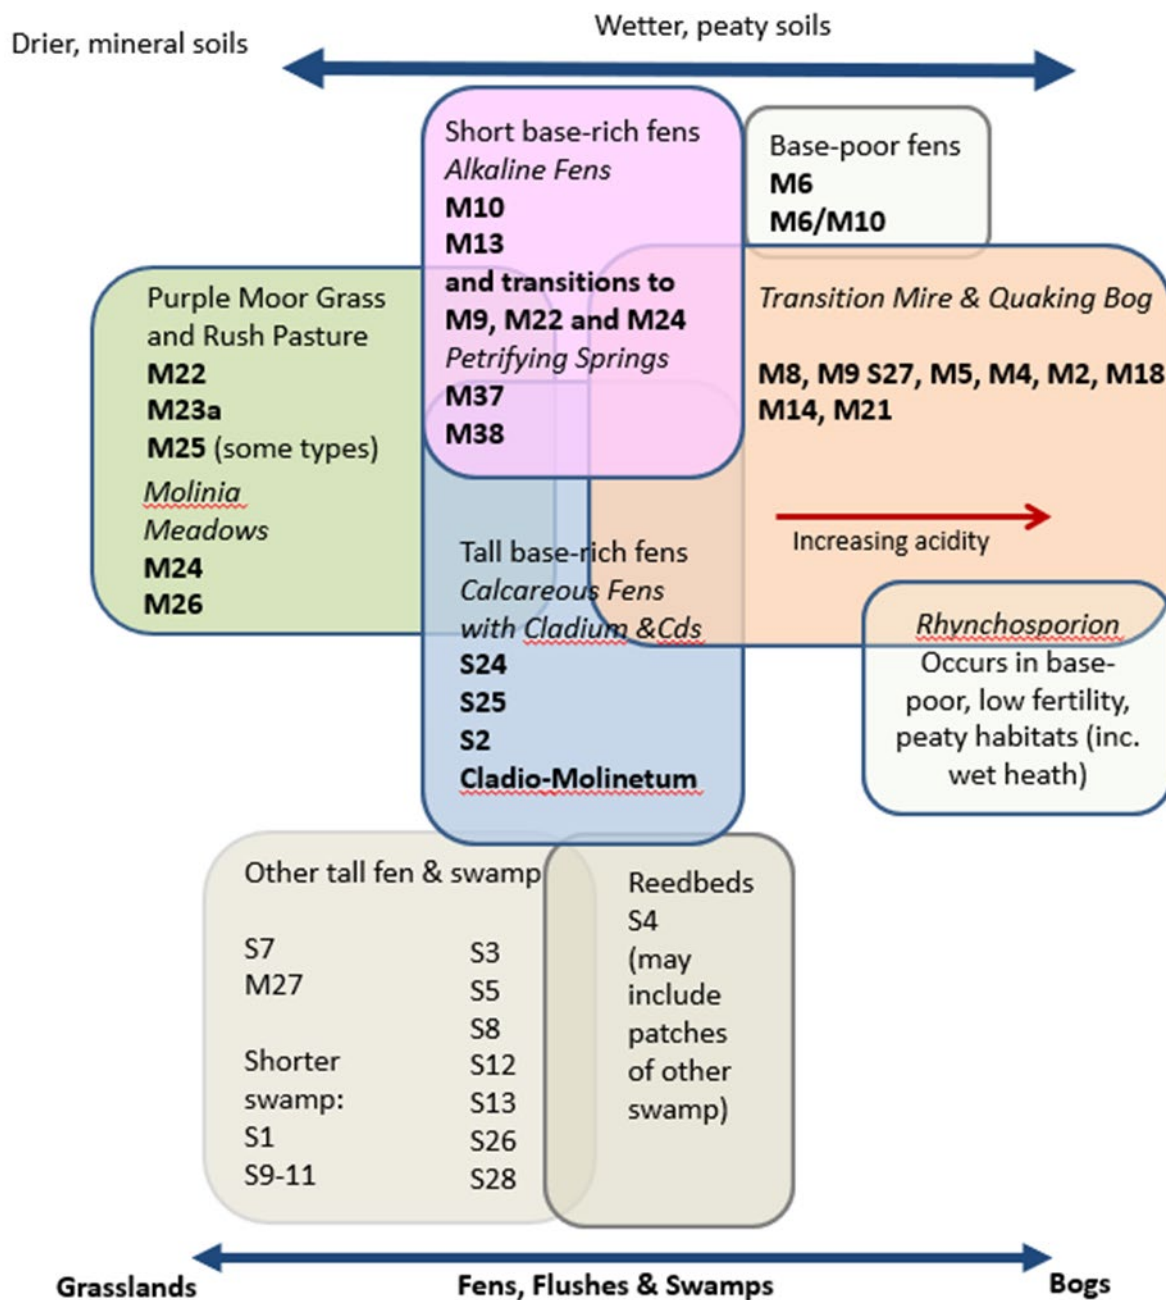 Drier, mineral soils
Wetter, peaty soils
Short base-rich fens
Alkaline Fens
M10
M13
and transitions to
M9, M22 and M24
Petrifying Springs
M37
M38
Base-poor fens
M6
M6/M10
Purple Moor Grass
and Rush Pasture
M22
M23a
M25 (some types)
Molinia
Meadows
M24
M26
Transition Mire & Quaking Bog
M8, M9 S27, M5, M4, M2, M18
M14, M21
Increasing acidity
Tall base-rich fens
Calcareous Fens
with Cladium &Cds
S24
S25
S2
Cladio-Molinetum
Rhynchosporion
Occurs in base-
poor, low fertility,
peaty habitats (inc.
wet heath)
Other tall fen & swamp
S7
M27
Shorter
swamp:
S1
S9-11
S3
S5
S8
S12
S13
S26
S28
Reedbeds
S4
(may
include
patches
of other
swamp)
Grasslands
Fens, Flushes & Swamps
Bogs